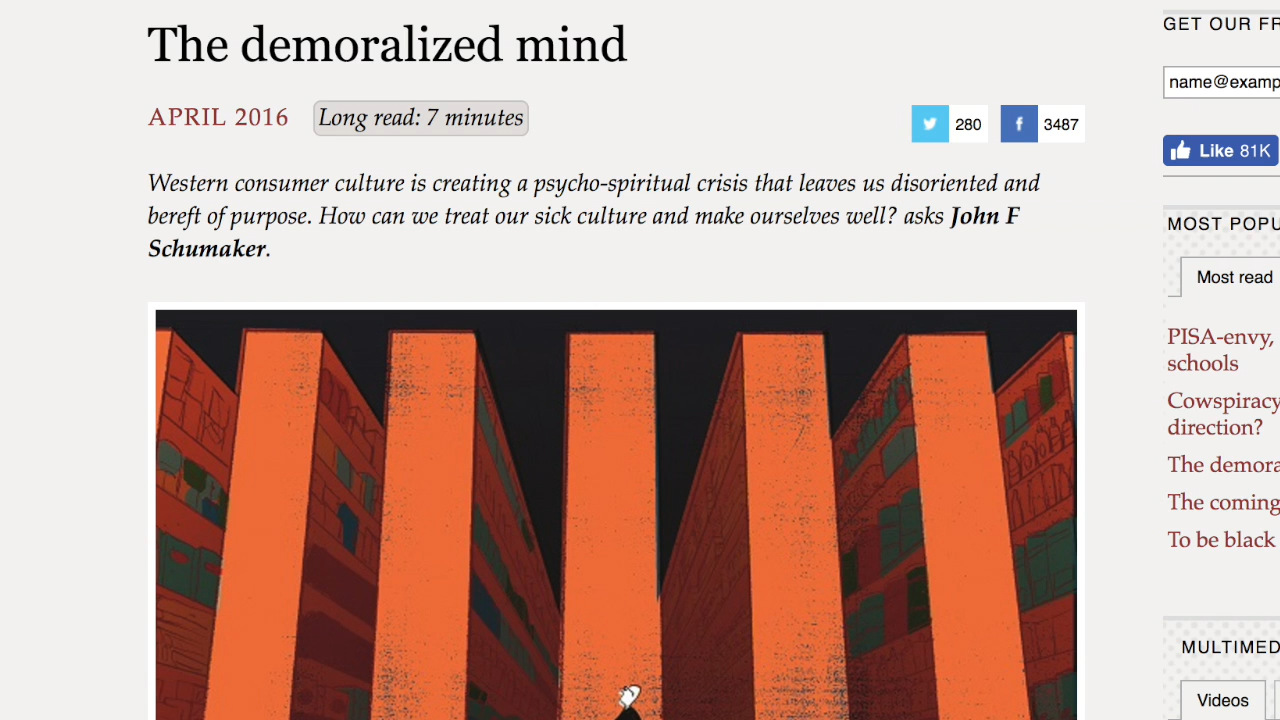 The demoralized mind
APRIL 2016 Long read: 7 minutes
280 3487
Western consumer culture is creating a psycho-spiritual crisis that leaves us disoriented and
bereft of purpose. How can we treat our sick culture and make ourselves well? asks John F
Schumaker.
GET OUR FR
name@examp
Like 81K
MOST POPU
Most read
PISA-envy,
schools
Cowspiracy
direction?
The demora
The coming
To be black
MULTIMED
Videos